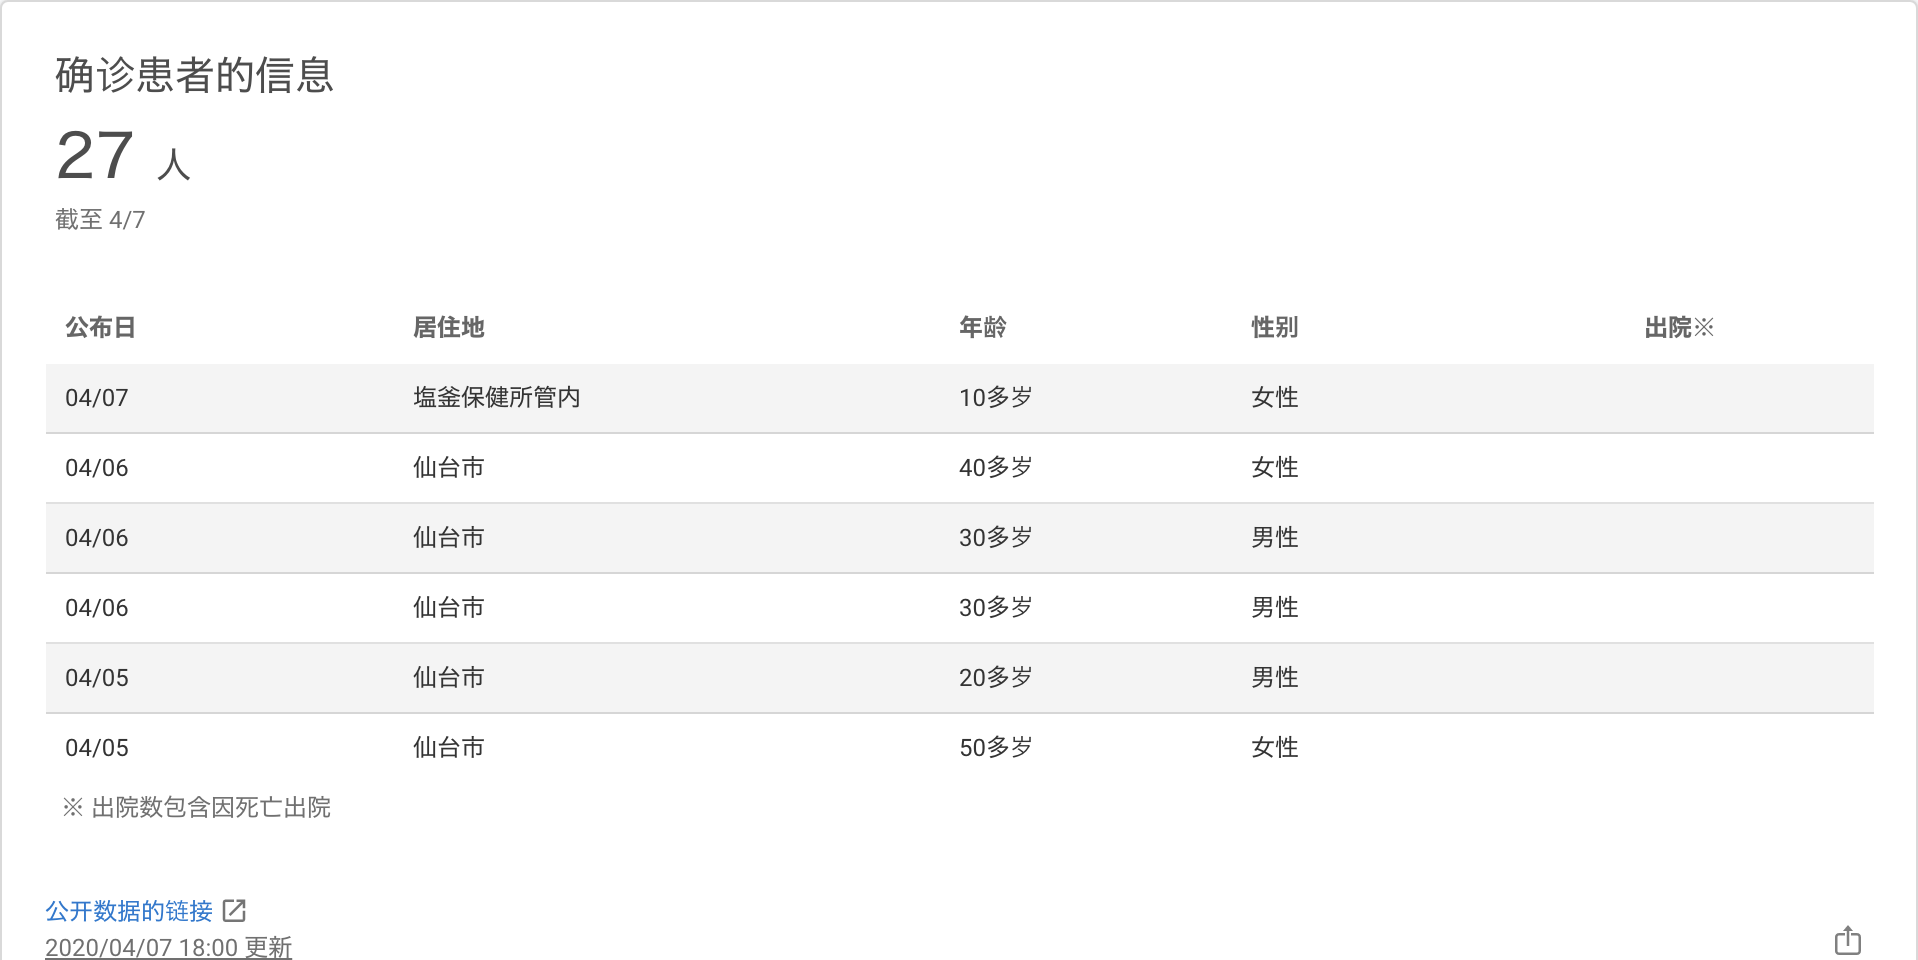 确诊患者的信息
27 人
截至 4/7
公布日 居住地 年龄 性别 出院※
04/07 塩釜保健所管内 10多岁 女性
04/06 仙台市 40多岁 女性
04/06 仙台市 30多岁 男性
04/06 仙台市 30多岁 男性
04/05 仙台市 20多岁 男性
04/05 仙台市 50多岁 女性
※ 出院数包含因死亡出院
公开数据的链接
2020/04/07 18:00 更新